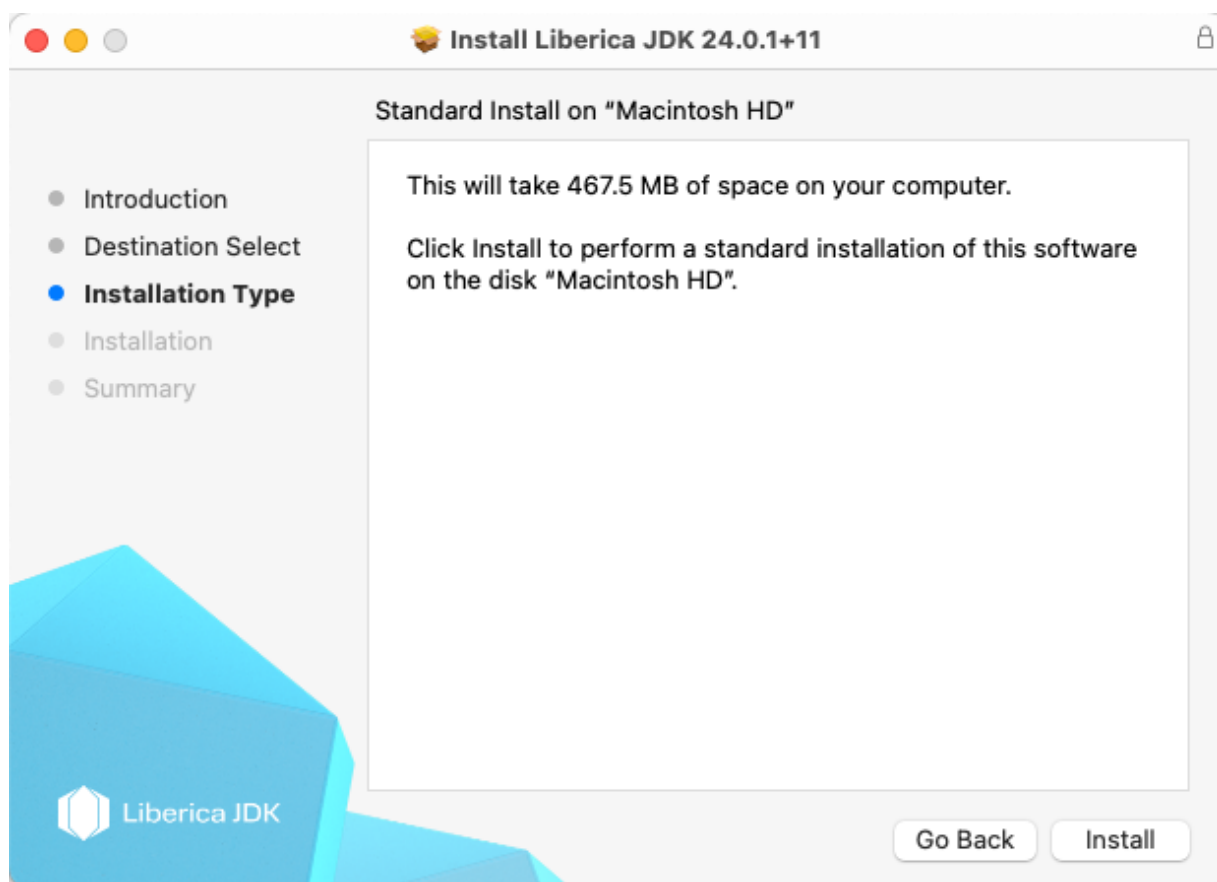 Install Liberica JDK 24.0.1+11
Standard Install on “Macintosh HD”
Introduction
Destination Select
Installation Type
Installation
Summary
This will take 467.5 MB of space on your computer.
Click Install to perform a standard installation of this software
on the disk “Macintosh HD”.
Liberica JDK
Go Back
Install